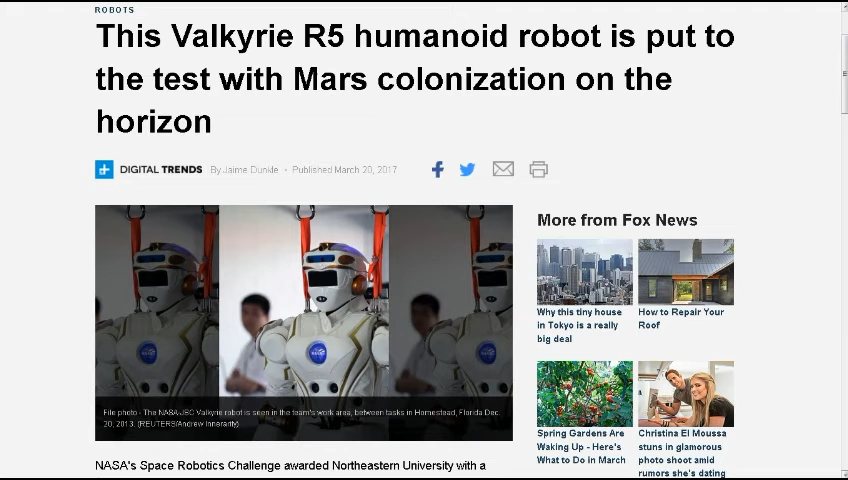 ROBOTS
This Valkyrie R5 humanoid robot is put to
the test with Mars colonization on the
horizon
DIGITAL TRENDS By Jaime Dunkle • Published March 20, 2017
NASA
File photo - The NASA-JSC Valkyrie robot is seen in the team's work area, between tasks in Homestead, Florida Dec.
20, 2013. (REUTERS/Andrew Innerarity)
NASA's Space Robotics Challenge awarded Northeastern University with a
More from Fox News
Why this tiny house
in Tokyo is a really
big deal
How to Repair Your
Roof
Spring Gardens Are
Waking Up - Here's
What to Do in March
Christina El Moussa
stuns in glamorous
photo shoot amid
rumors she's dating